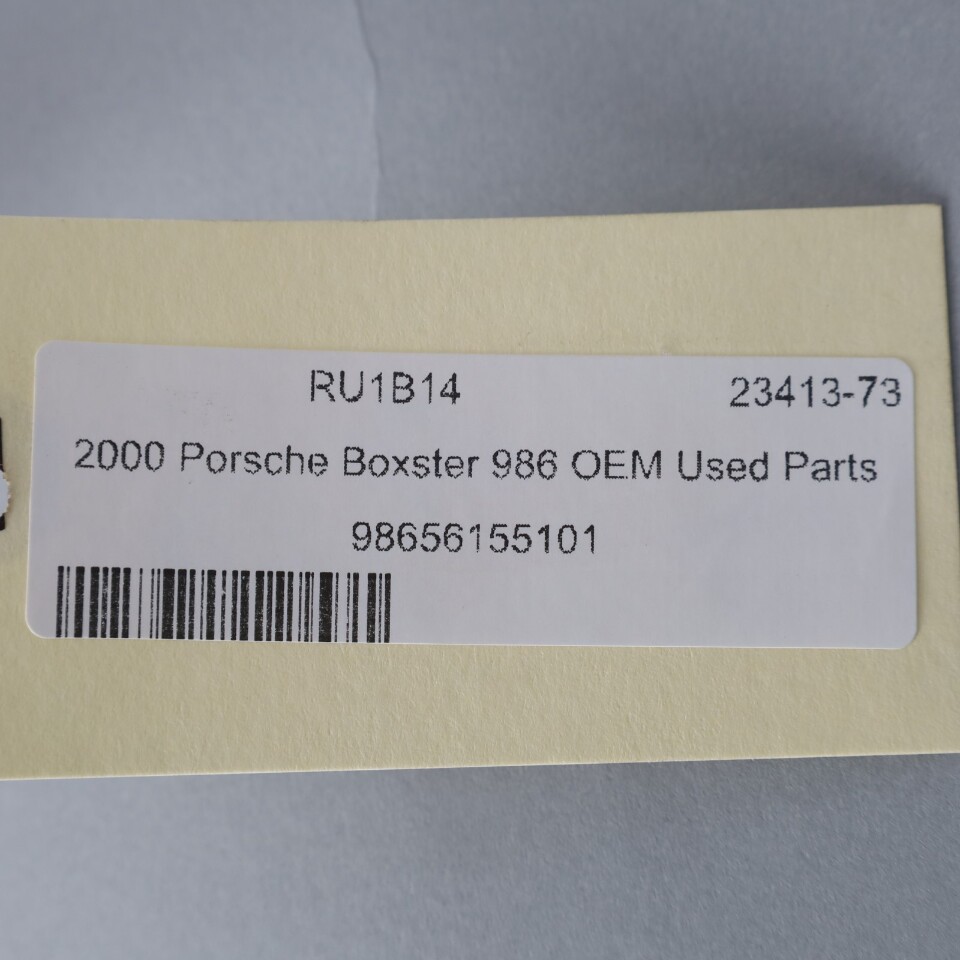 RU1B14 23413-73
2000 Porsche Boxster 986 OEM Used Parts
98656155101